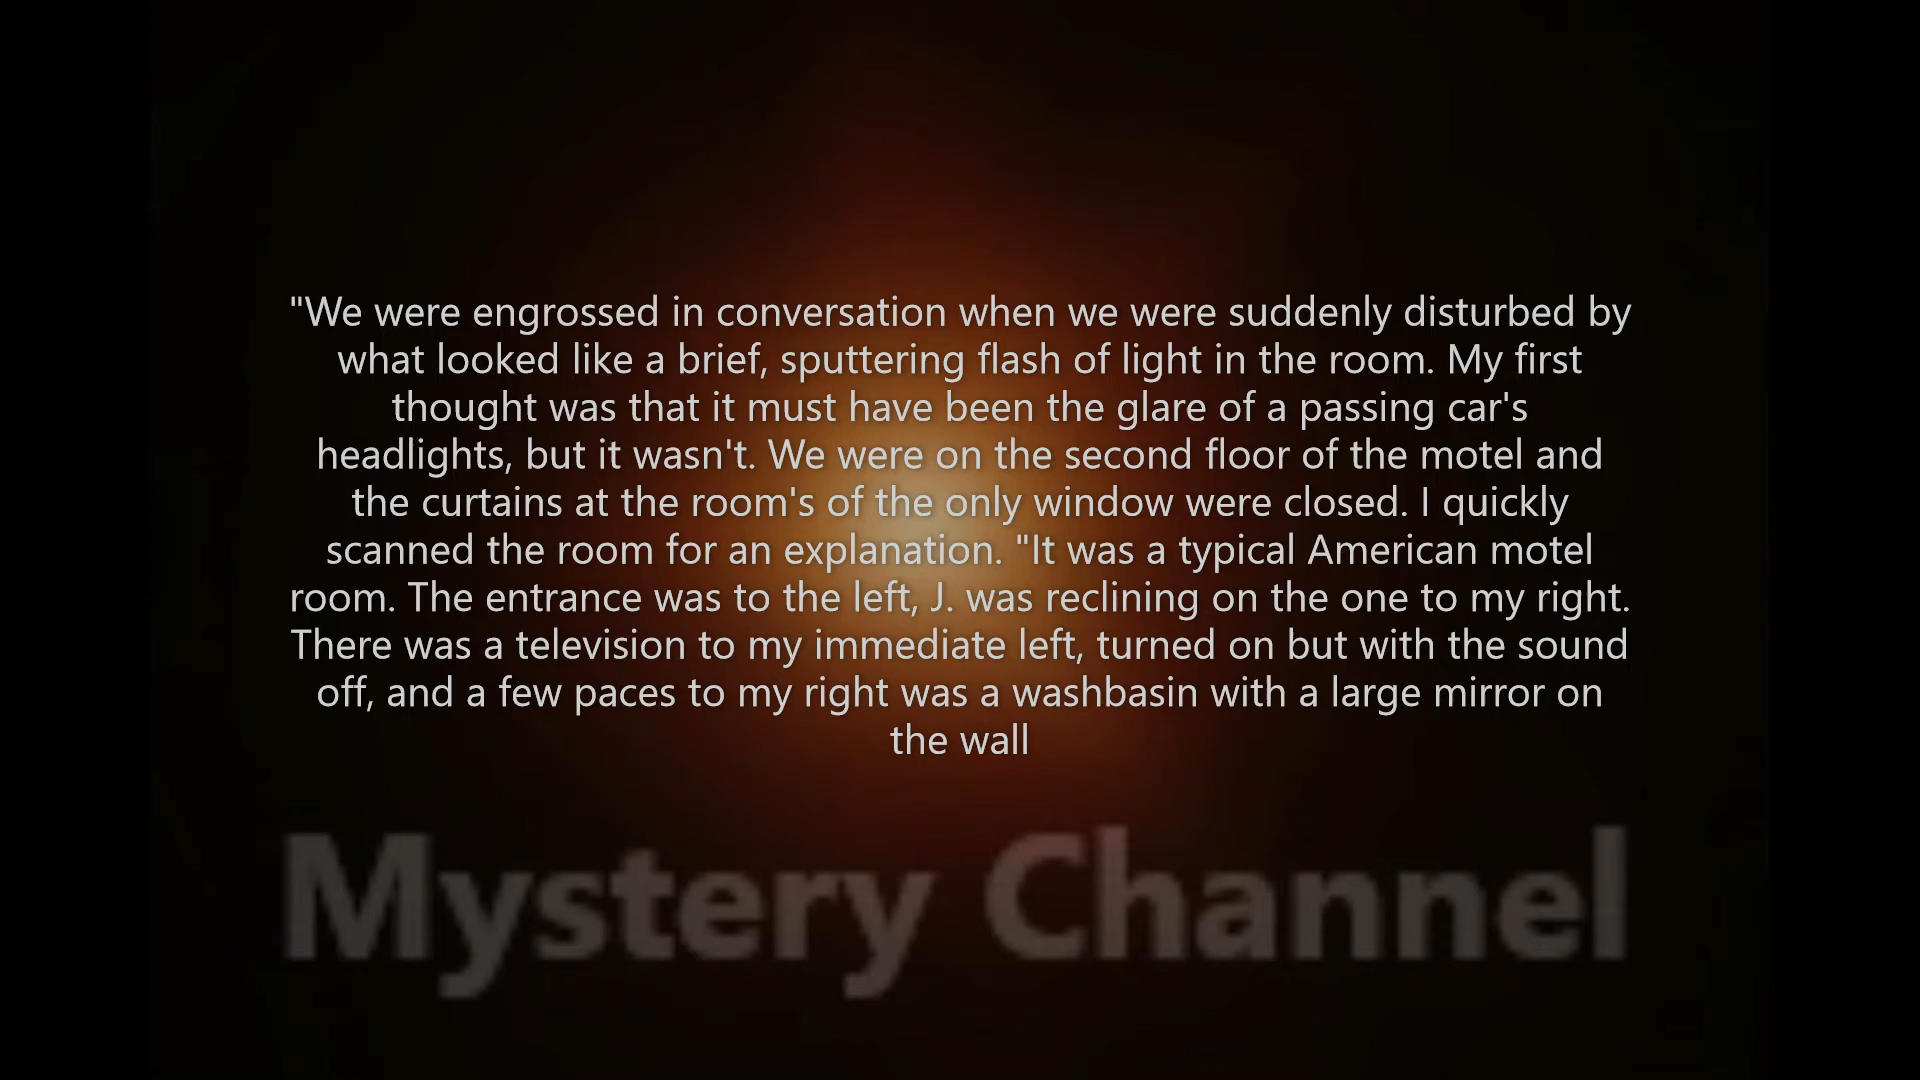 "We were engrossed in conversation when we were suddenly disturbed by
what looked like a brief, sputtering flash of light in the room. My first
thought was that it must have been the glare of a passing car's
headlights, but it wasn't. We were on the second floor of the motel and
the curtains at the room's of the only window were closed. I quickly
scanned the room for an explanation. "It was a typical American motel
room. The entrance was to the left, J. was reclining on the one to my right.
There was a television to my immediate left, turned on but with the sound
off, and a few paces to my right was a washbasin with a large mirror on
the wall
Mystery Channel